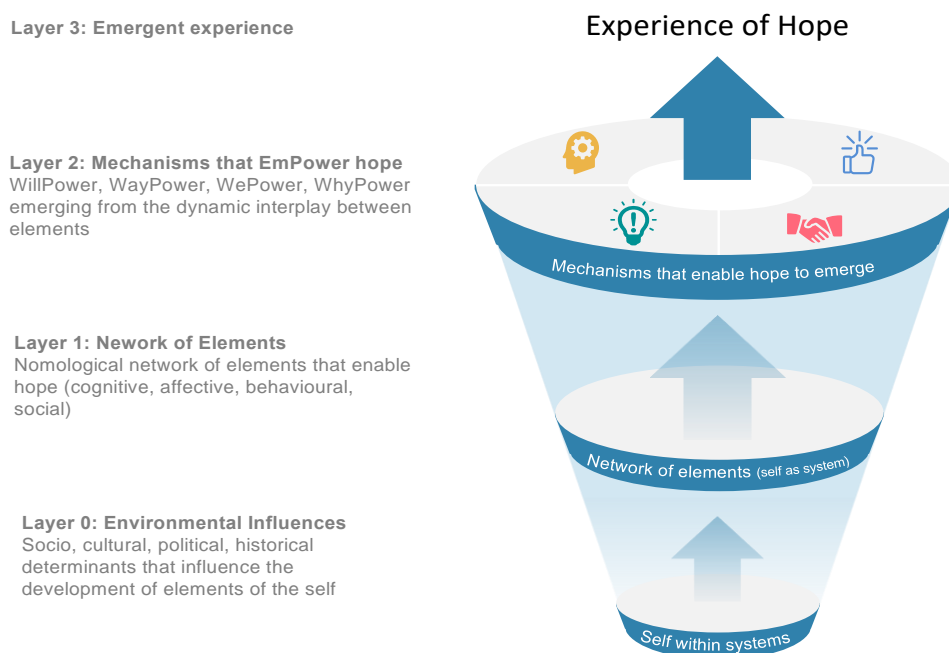 Layer 3: Emergent experience
Experience of Hope
Layer 2: Mechanisms that EmPower hope
WillPower, WayPower, WePower, WhyPower
emerging from the dynamic interplay between
elements
Mechanisms that enable hope to emerge
Layer 1: Nework of Elements
Nomological network of elements that enable
hope (cognitive, affective, behavioural,
social)
Network of elements (self as system)
Layer 0: Environmental Influences
Socio, cultural, political, historical
determinants that influence the
development of elements of the self
Self within systems